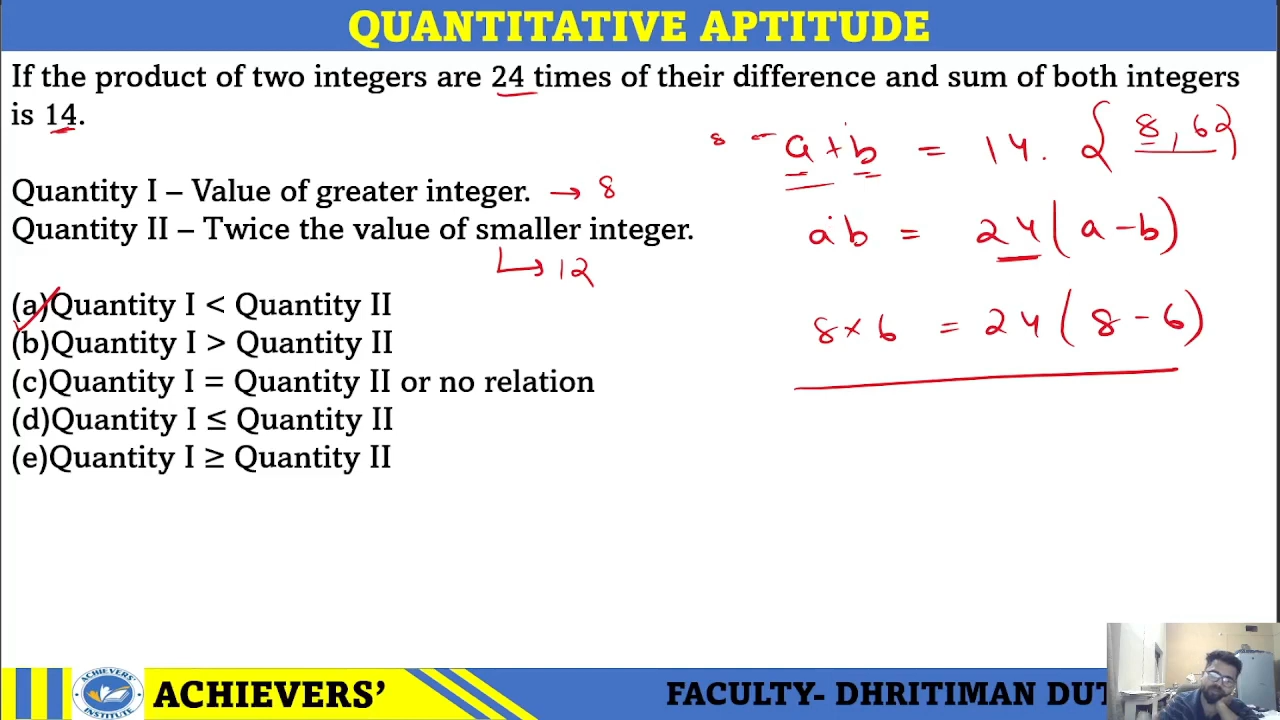 QUANTITATIVE APTITUDE
If the product of two integers are 24 times of their difference and sum of both integers
is 14.
8 - a + b = 14. { 8, 6 }
Quantity I – Value of greater integer. → 8
Quantity II – Twice the value of smaller integer.
→ 12
ab = 24 ( a - b )
(a)Quantity I < Quantity II
(b)Quantity I > Quantity II
(c)Quantity I = Quantity II or no relation
(d)Quantity I ≤ Quantity II
(e)Quantity I ≥ Quantity II
8 × 6 = 24 ( 8 - 6 )
ACHIEVERS' INSTITUTE
ACHIEVERS’
FACULTY- DHRITIMAN DUT